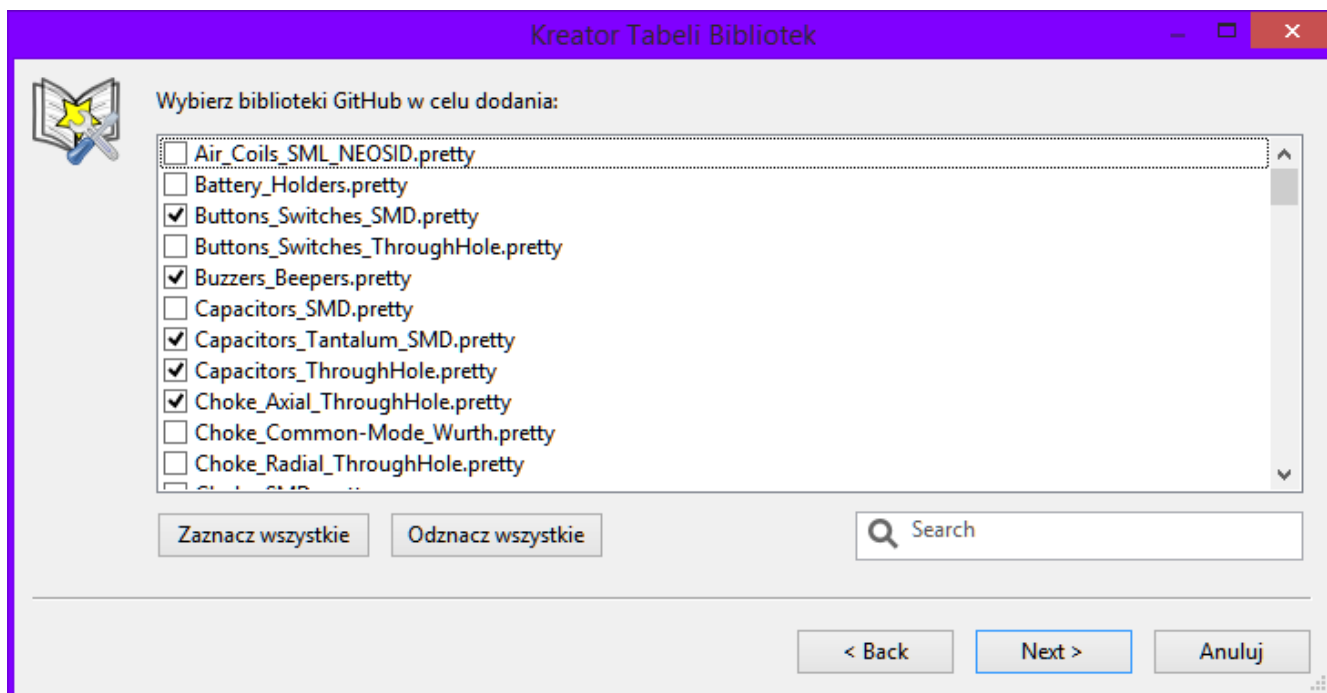 Kreator Tabeli Bibliotek
Wybierz biblioteki GitHub w celu dodania:
Air_Coils_SML_NEOSID.pretty
Battery_Holders.pretty
Buttons_Switches_SMD.pretty
Buttons_Switches_ThroughHole.pretty
Buzzers_Beepers.pretty
Capacitors_SMD.pretty
Capacitors_Tantalum_SMD.pretty
Capacitors_ThroughHole.pretty
Choke_Axial_ThroughHole.pretty
Choke_Common-Mode_Wurth.pretty
Choke_Radial_ThroughHole.pretty
Zaznacz wszystkie Odznacz wszystkie Search
< Back Next > Anuluj